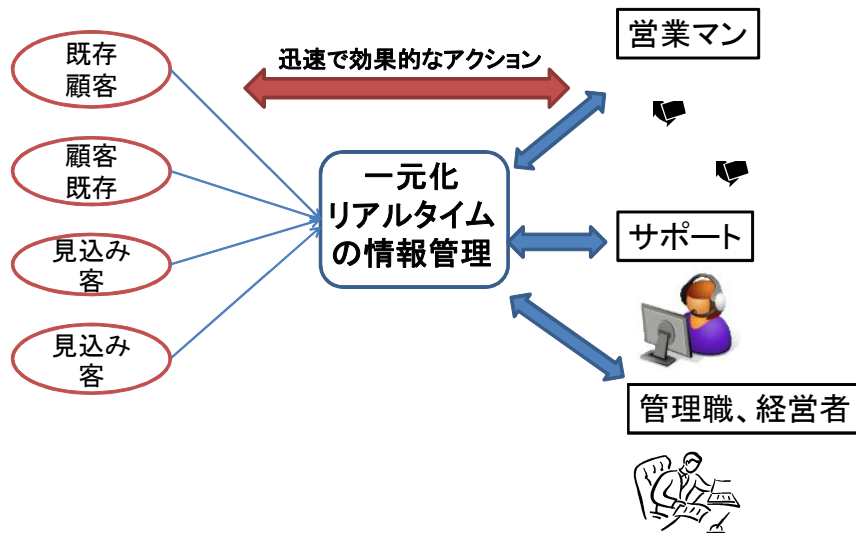 既存
顧客
顧客
既存
見込み
客
見込み
客
迅速で効果的なアクション
一元化
リアルタイム
の情報管理
営業マン
サポート
管理職、経営者